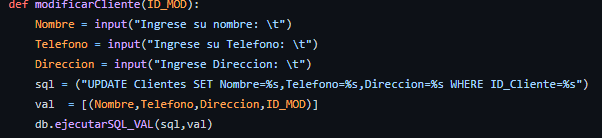 def modificarCliente(ID_MOD):
Nombre = input("Ingrese su nombre: \t")
Telefono = input("Ingrese su Telefono: \t")
Direccion = input("Ingrese Direccion: \t")
sql = ("UPDATE Clientes SET Nombre=%s,Telefono=%s,Direccion=%s WHERE ID_Cliente=%s")
val  = [(Nombre,Telefono,Direccion,ID_MOD)]
db.ejecutarSQL_VAL(sql,val)